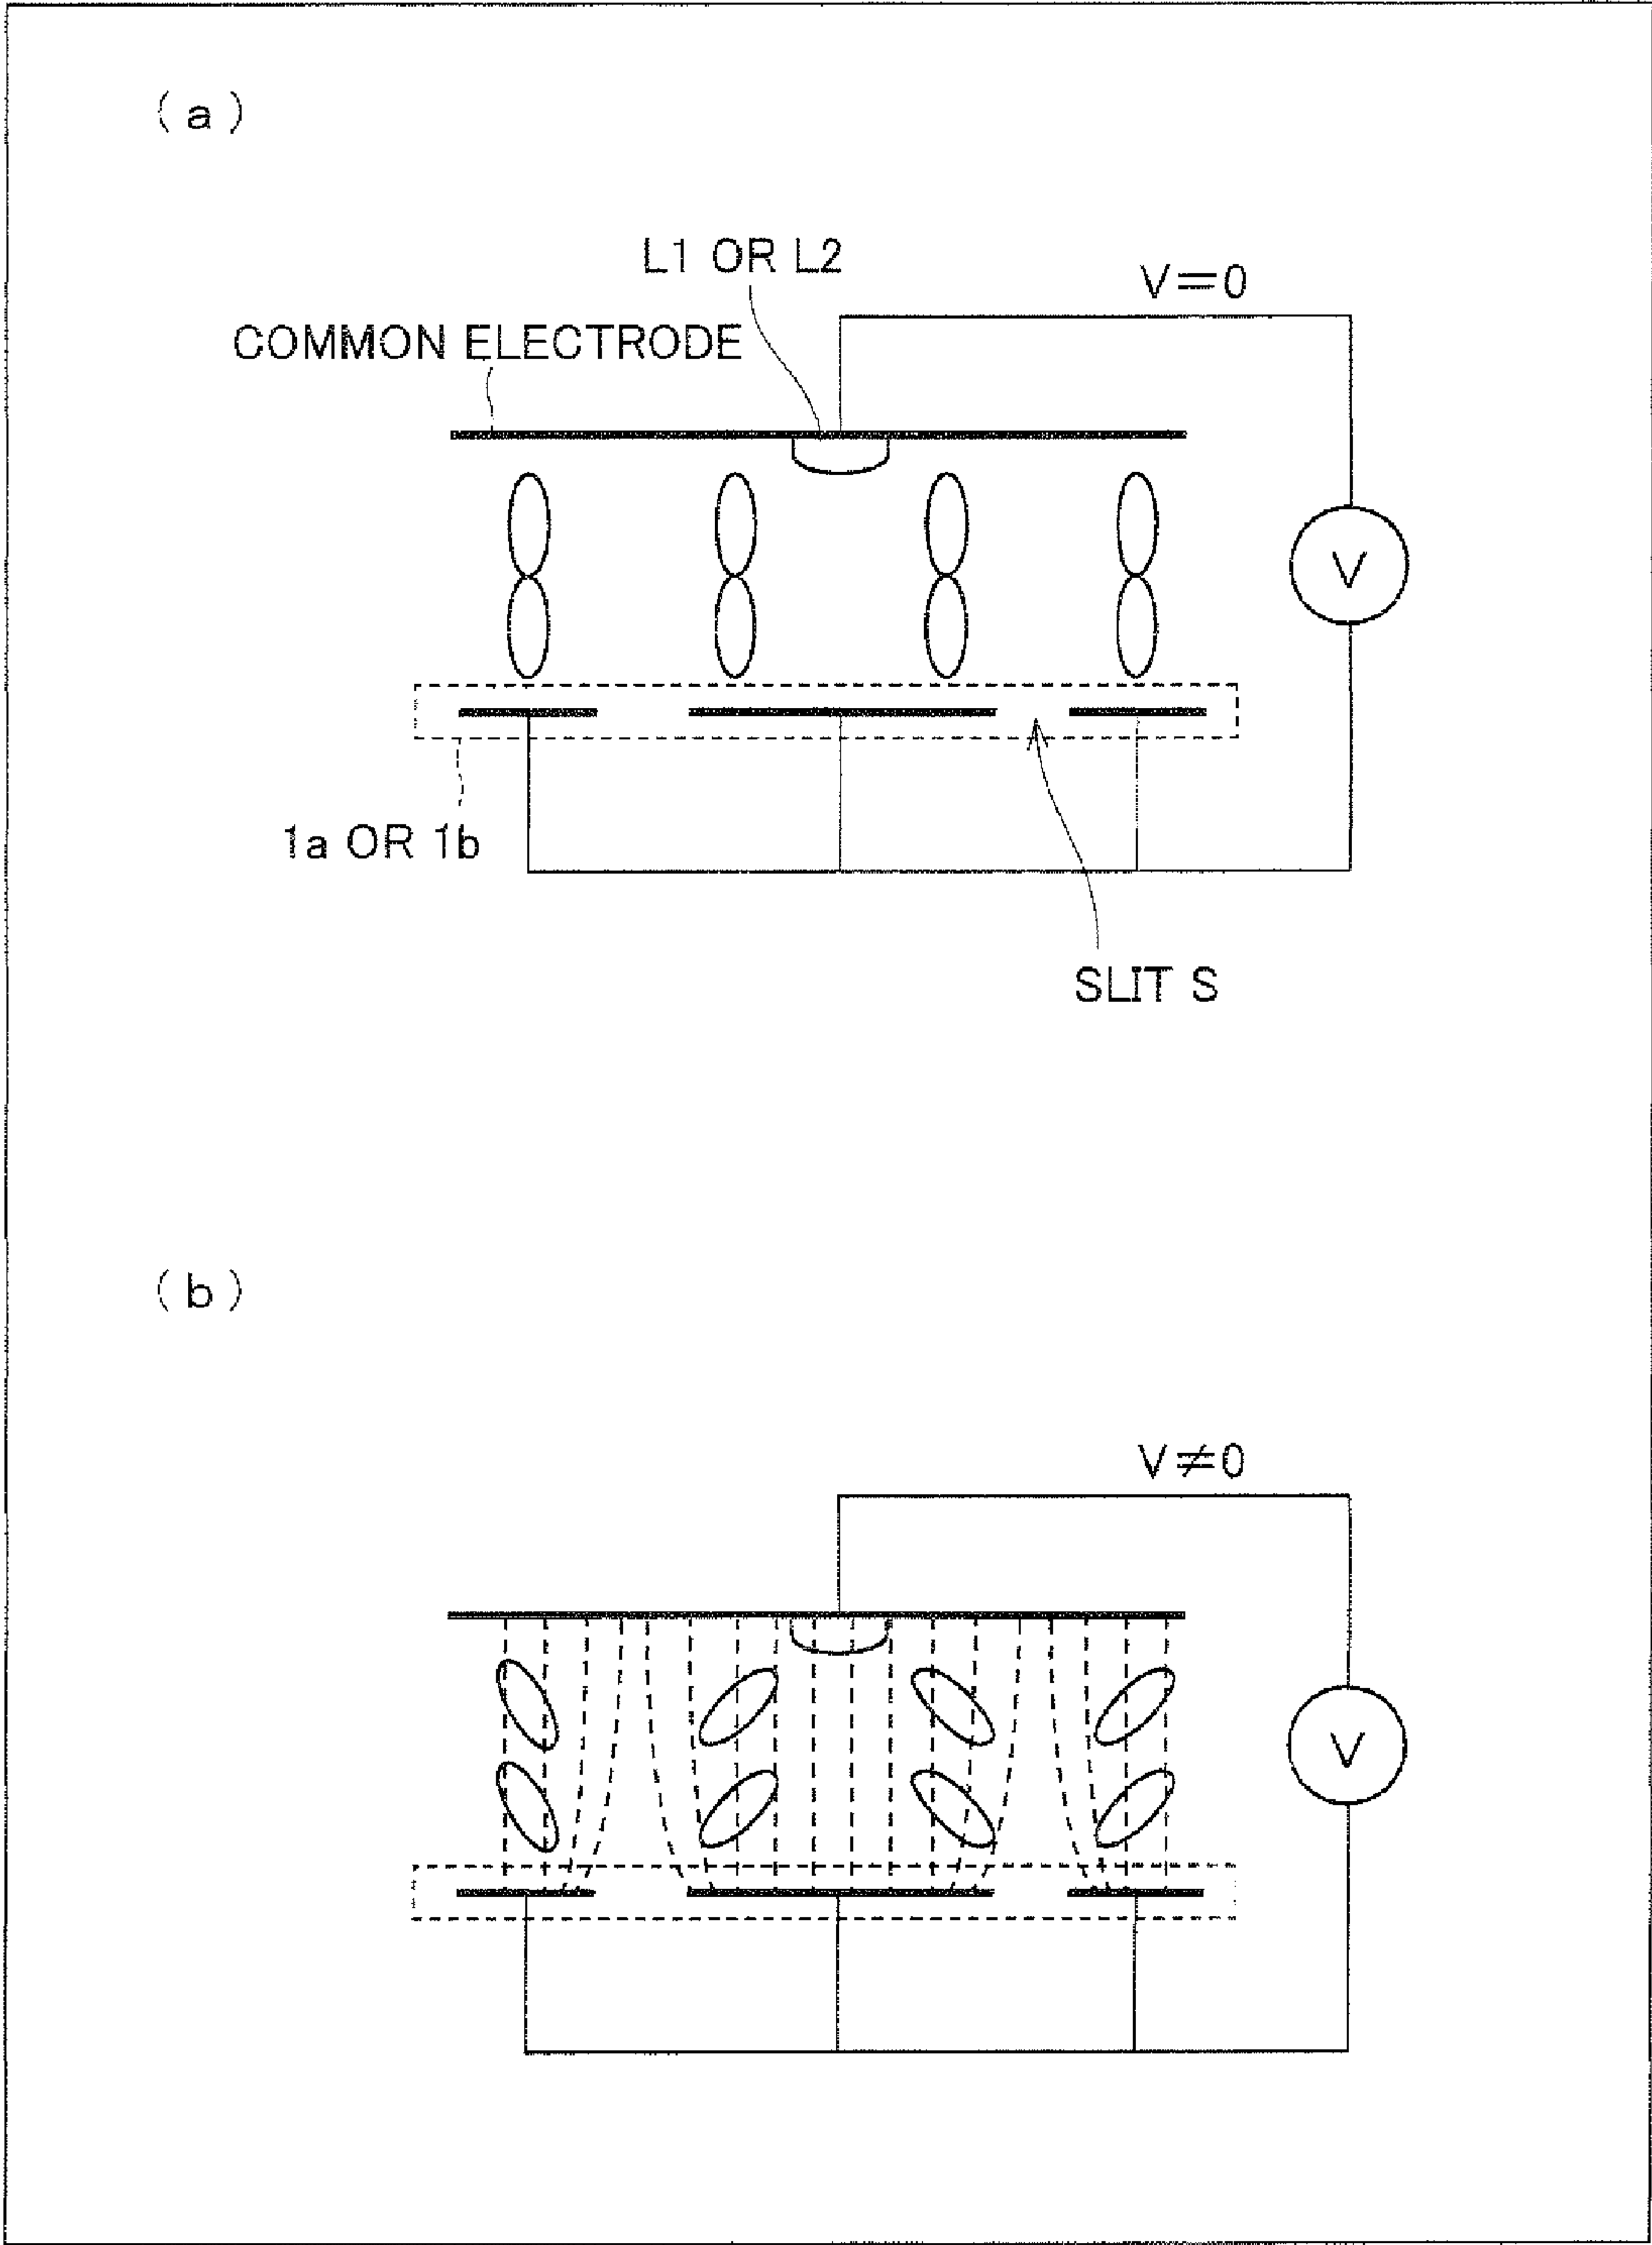 (a)
L1 OR L2
V=0
COMMON ELECTRODE
V
1a OR 1b
SLIT S
(b)
V≠0
V